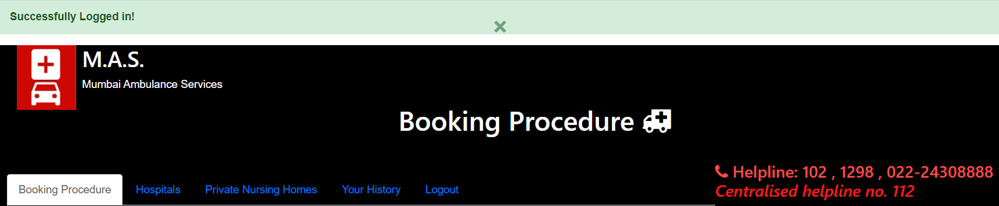 Successfully Logged in!
×
M.A.S.
Mumbai Ambulance Services
Booking Procedure
Helpline: 102 , 1298 , 022-24308888
Centralised helpline no. 112
Booking Procedure Hospitals Private Nursing Homes Your History Logout